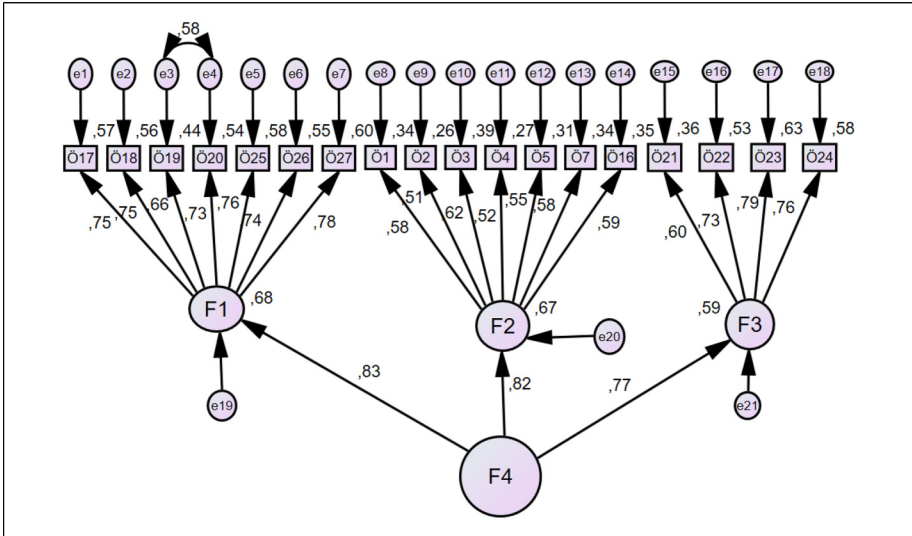 ,58
e1 e2 e3 e4 e5 e6 e7 e8 e9 e10 e11 e12 e13 e14 e15 e16 e17 e18
,57 ,56 ,44 ,54 ,58 ,55 ,60 ,34 ,26 ,39 ,27 ,31 ,34 ,35 ,36 ,53 ,63 ,58
Ö17 Ö18 Ö19 Ö20 Ö25 Ö26 Ö27 Ö1 Ö2 Ö3 Ö4 Ö5 Ö7 Ö16 Ö21 Ö22 Ö23 Ö24
,75 ,75 ,66 ,73 ,76 ,74 ,78 ,58 ,51 ,62 ,52 ,55 ,58 ,59 ,60 ,73 ,79 ,76
F1 ,68 F2 ,67 ,59 F3
e19 e20 e21
,83 ,82 ,77
F4